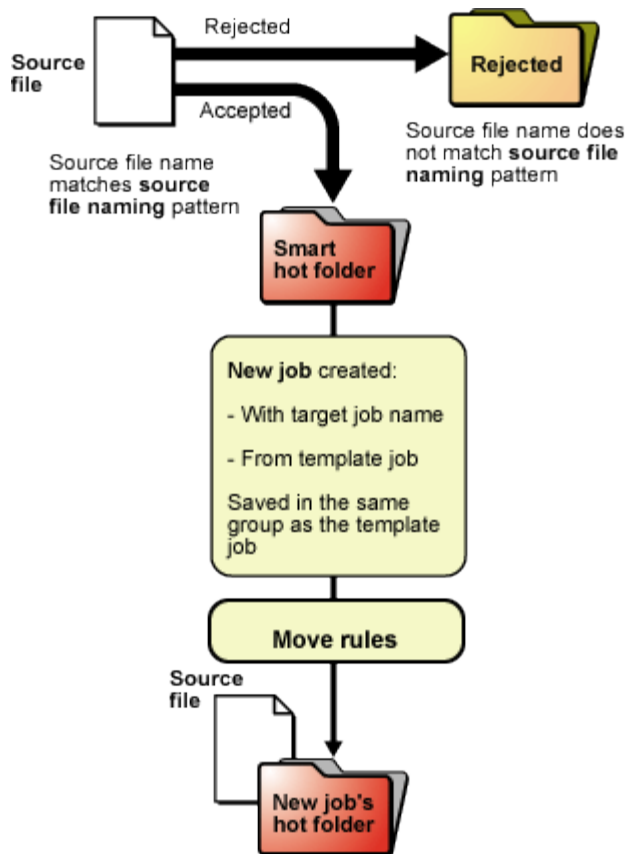 Rejected
Source
file
Rejected
Accepted
Source file name does
not match source file
naming pattern
Source file name
matches source
file naming pattern
Smart
hot folder
New job created:
- With target job name
- From template job
Saved in the same
group as the template
job
Move rules
Source
file
New job's
hot folder